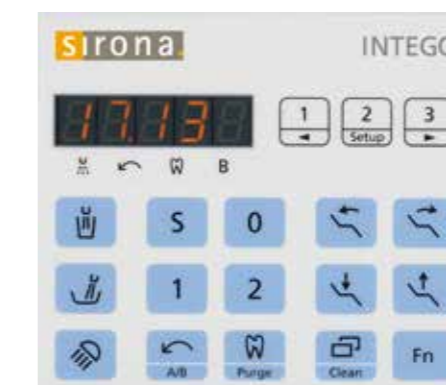 sirona.
INTEGO
17.13
1 2 3
Setup
B
S 0
1 2
A/B Purge Clean Fn